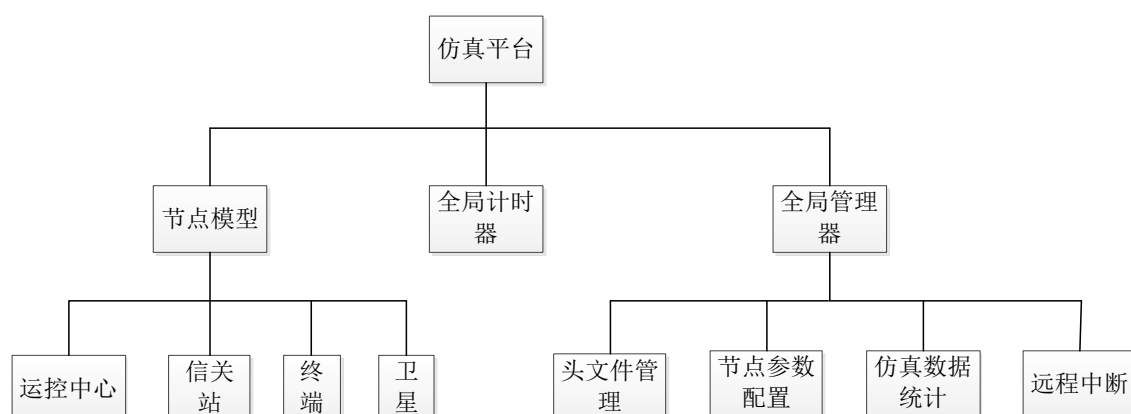 仿真平台
节点模型
全局计时
器
全局管理
器
运控中心
信关
站
终
端
卫
星
头文件管
理
节点参数
配置
仿真数据
统计
远程中断